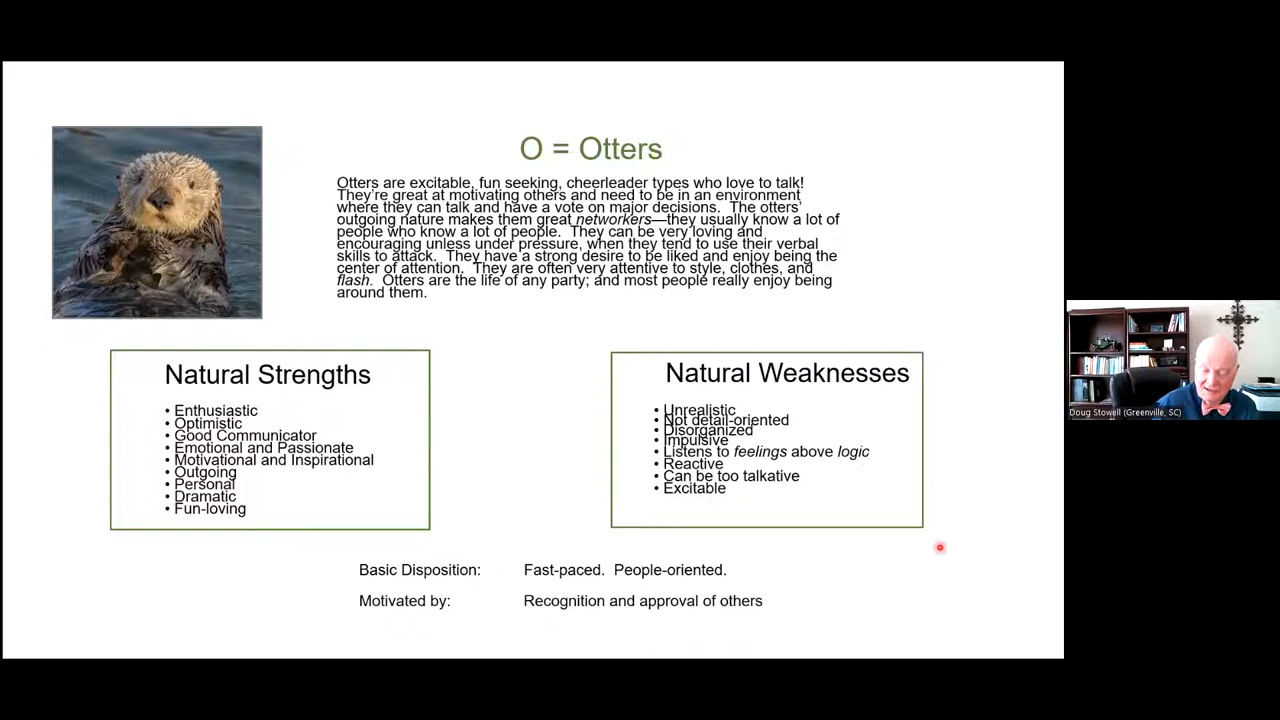 O = Otters
Otters are excitable, fun seeking, cheerleader types who love to talk!
They're great at motivating others and need to be in an environment
where they can talk and have a vote on major decisions.  The otters'
outgoing nature makes them great networkers—they usually know a lot of
people who know a lot of people.  They can be very loving and
encouraging unless under pressure, when they tend to use their verbal
skills to attack.  They have a strong desire to be liked and enjoy being the
center of attention.  They are often very attentive to style, clothes, and
flash.  Otters are the life of any party; and most people really enjoy being
around them.
Natural Strengths
• Enthusiastic
• Optimistic
• Good Communicator
• Emotional and Passionate
• Motivational and Inspirational
• Outgoing
• Personal
• Dramatic
• Fun-loving
Natural Weaknesses
• Unrealistic
• Not detail-oriented
• Disorganized
• Impulsive
• Listens to feelings above logic
• Reactive
• Can be too talkative
• Excitable
Basic Disposition: Fast-paced.  People-oriented.
Motivated by: Recognition and approval of others
Doug Stowell (Greenville, SC)